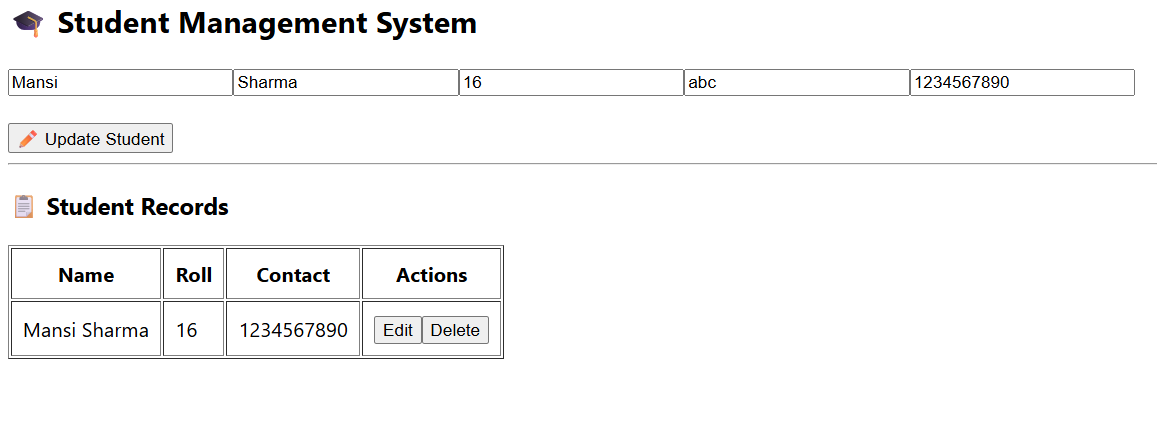 🎓 Student Management System
Mansi Sharma 16 abc 1234567890
✏️ Update Student
📋 Student Records
Name Roll Contact Actions
Mansi Sharma 16 1234567890 Edit Delete